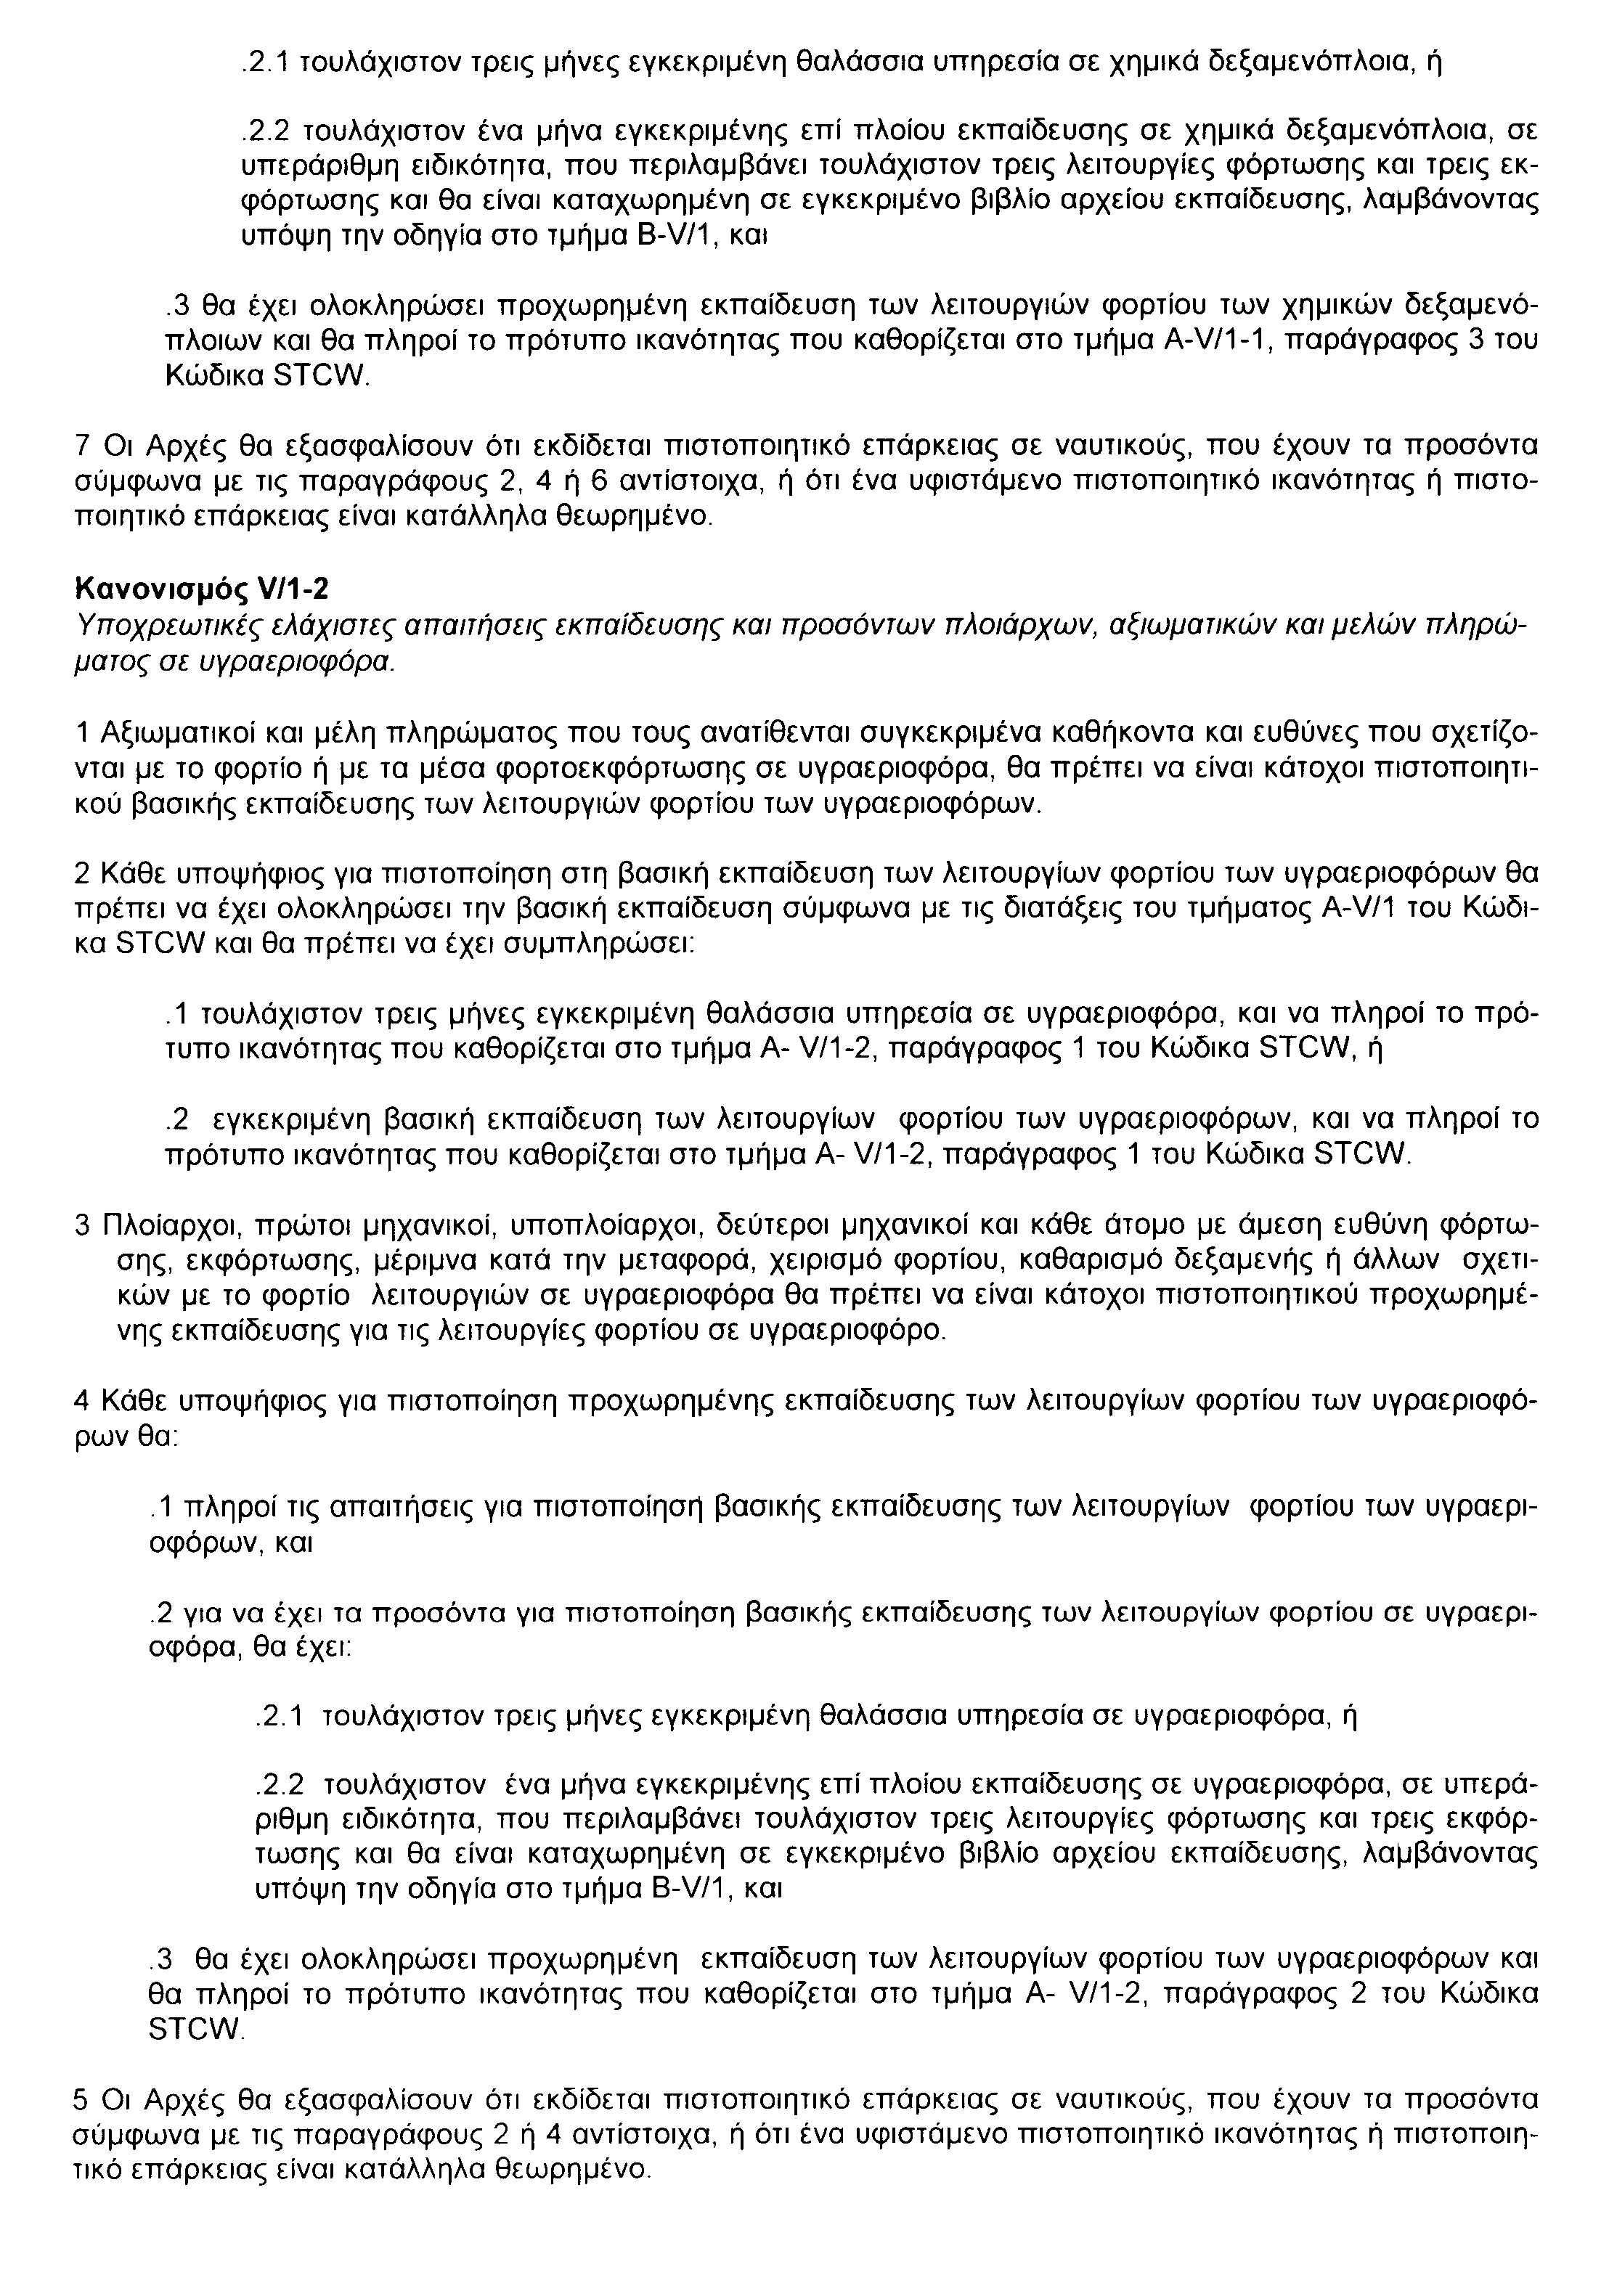 .2.1 τουλάχιστον τρεις μήνες εγκεκριμένη θαλάσσια υπηρεσία σε χημικά δεξαμενόπλοια, ή
.2.2 τουλάχιστον ένα μήνα εγκεκριμένης επί πλοίου εκπαίδευσης σε χημικά δεξαμενόπλοια, σε
υπεράριθμη ειδικότητα, που περιλαμβάνει τουλάχιστον τρεις λειτουργίες φόρτωσης και τρεις εκ-
φόρτωσης και θα είναι καταχωρημένη σε εγκεκριμένο βιβλίο αρχείου εκπαίδευσης, λαμβάνοντας
υπόψη την οδηγία στο τμήμα B-V/1, και
.3 θα έχει ολοκληρώσει προχωρημένη εκπαίδευση των λειτουργιών φορτίου των χημικών δεξαμενό-
πλοιων και θα πληροί το πρότυπο ικανότητας που καθορίζεται στο τμήμα A-V/1-1, παράγραφος 3 του
Κώδικα STCW.
7 Οι Αρχές θα εξασφαλίσουν ότι εκδίδεται πιστοποιητικό επάρκειας σε ναυτικούς, που έχουν τα προσόντα
σύμφωνα με τις παραγράφους 2, 4 ή 6 αντίστοιχα, ή ότι ένα υφιστάμενο πιστοποιητικό ικανότητας ή πιστο-
ποιητικό επάρκειας είναι κατάλληλα θεωρημένο.
Κανονισμός V/1-2
Υποχρεωτικές ελάχιστες απαιτήσεις εκπαίδευσης και προσόντων πλοιάρχων, αξιωματικών και μελών πληρώ-
ματος σε υγραεριοφόρα.
1 Αξιωματικοί και μέλη πληρώματος που τους ανατίθενται συγκεκριμένα καθήκοντα και ευθύνες που σχετίζο-
νται με το φορτίο ή με τα μέσα φορτοεκφόρτωσης σε υγραεριοφόρα, θα πρέπει να είναι κάτοχοι πιστοποιητι-
κού βασικής εκπαίδευσης των λειτουργιών φορτίου των υγραεριοφόρων.
2 Κάθε υποψήφιος για πιστοποίηση στη βασική εκπαίδευση των λειτουργίων φορτίου των υγραεριοφόρων θα
πρέπει να έχει ολοκληρώσει την βασική εκπαίδευση σύμφωνα με τις διατάξεις του τμήματος A-V/1 του Κώδι-
κα STCW και θα πρέπει να έχει συμπληρώσει:
.1 τουλάχιστον τρεις μήνες εγκεκριμένη θαλάσσια υπηρεσία σε υγραεριοφόρα, και να πληροί το πρό-
τυπο ικανότητας που καθορίζεται στο τμήμα A- V/1-2, παράγραφος 1 του Κώδικα STCW, ή
.2 εγκεκριμένη βασική εκπαίδευση των λειτουργίων φορτίου των υγραεριοφόρων, και να πληροί το
πρότυπο ικανότητας που καθορίζεται στο τμήμα A- V/1-2, παράγραφος 1 του Κώδικα STCW.
3 Πλοίαρχοι, πρώτοι μηχανικοί, υποπλοίαρχοι, δεύτεροι μηχανικοί και κάθε άτομο με άμεση ευθύνη φόρτω-
σης, εκφόρτωσης, μέριμνα κατά την μεταφορά, χειρισμό φορτίου, καθαρισμό δεξαμενής ή άλλων σχετι-
κών με το φορτίο λειτουργιών σε υγραεριοφόρα θα πρέπει να είναι κάτοχοι πιστοποιητικού προχωρημέ-
νης εκπαίδευσης για τις λειτουργίες φορτίου σε υγραεριοφόρο.
4 Κάθε υποψήφιος για πιστοποίηση προχωρημένης εκπαίδευσης των λειτουργίων φορτίου των υγραεριοφό-
ρων θα:
.1 πληροί τις απαιτήσεις για πιστοποίηση βασικής εκπαίδευσης των λειτουργίων φορτίου των υγραερι-
οφόρων, και
.2 για να έχει τα προσόντα για πιστοποίηση βασικής εκπαίδευσης των λειτουργίων φορτίου σε υγραερι-
οφόρα, θα έχει:
.2.1 τουλάχιστον τρεις μήνες εγκεκριμένη θαλάσσια υπηρεσία σε υγραεριοφόρα, ή
.2.2 τουλάχιστον ένα μήνα εγκεκριμένης επί πλοίου εκπαίδευσης σε υγραεριοφόρα, σε υπερά-
ριθμη ειδικότητα, που περιλαμβάνει τουλάχιστον τρεις λειτουργίες φόρτωσης και τρεις εκφόρ-
τωσης και θα είναι καταχωρημένη σε εγκεκριμένο βιβλίο αρχείου εκπαίδευσης, λαμβάνοντας
υπόψη την οδηγία στο τμήμα B-V/1, και
.3 θα έχει ολοκληρώσει προχωρημένη εκπαίδευση των λειτουργίων φορτίου των υγραεριοφόρων και
θα πληροί το πρότυπο ικανότητας που καθορίζεται στο τμήμα A- V/1-2, παράγραφος 2 του Κώδικα
STCW.
5 Οι Αρχές θα εξασφαλίσουν ότι εκδίδεται πιστοποιητικό επάρκειας σε ναυτικούς, που έχουν τα προσόντα
σύμφωνα με τις παραγράφους 2 ή 4 αντίστοιχα, ή ότι ένα υφιστάμενο πιστοποιητικό ικανότητας ή πιστοποιη-
τικό επάρκειας είναι κατάλληλα θεωρημένο.